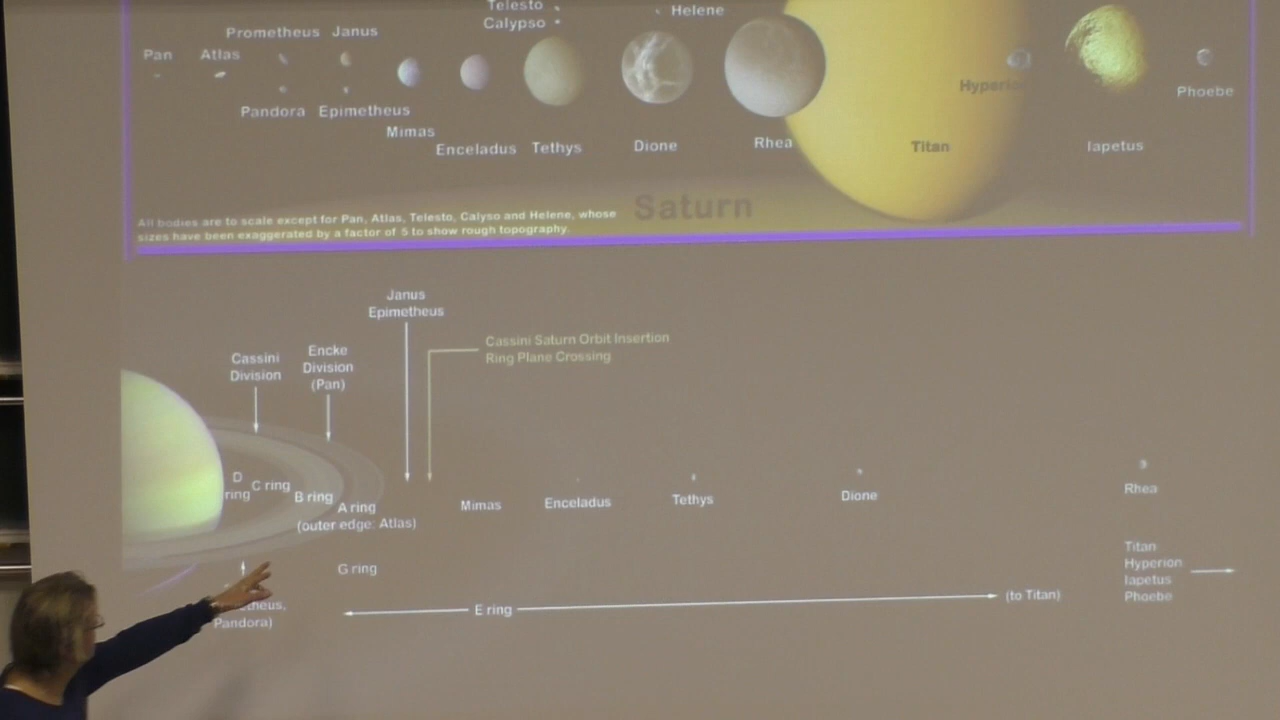 Telesto
Calypso
Helene
Prometheus Janus
Pan Atlas
Hyperio
Phoebe
Pandora Epimetheus
Mimas
Enceladus Tethys Dione Rhea Titan Iapetus
Saturn
All bodies are to scale except for Pan, Atlas, Telesto, Calyso and Helene, whose
sizes have been exaggerated by a factor of 5 to show rough topography.
Janus
Epimetheus
Cassini Saturn Orbit Insertion
Ring Plane Crossing
Cassini
Division
Encke
Division
(Pan)
D
ring
C ring
B ring
A ring
(outer edge: Atlas)
Mimas Enceladus Tethys Dione Rhea
G ring
Titan
Hyperion
Iapetus
Phoebe
E ring
(to Titan)
theus,
Pandora)